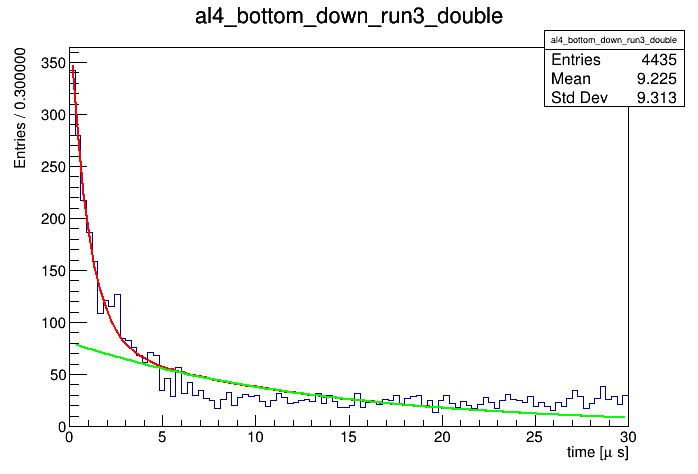 al4_bottom_down_run3_double
al4_bottom_down_run3_double
Entries 4435
Mean 9.225
Std Dev 9.313
Entries / 0.300000
350
300
250
200
150
100
50
0
0 5 10 15 20 25 30
time [μ s]